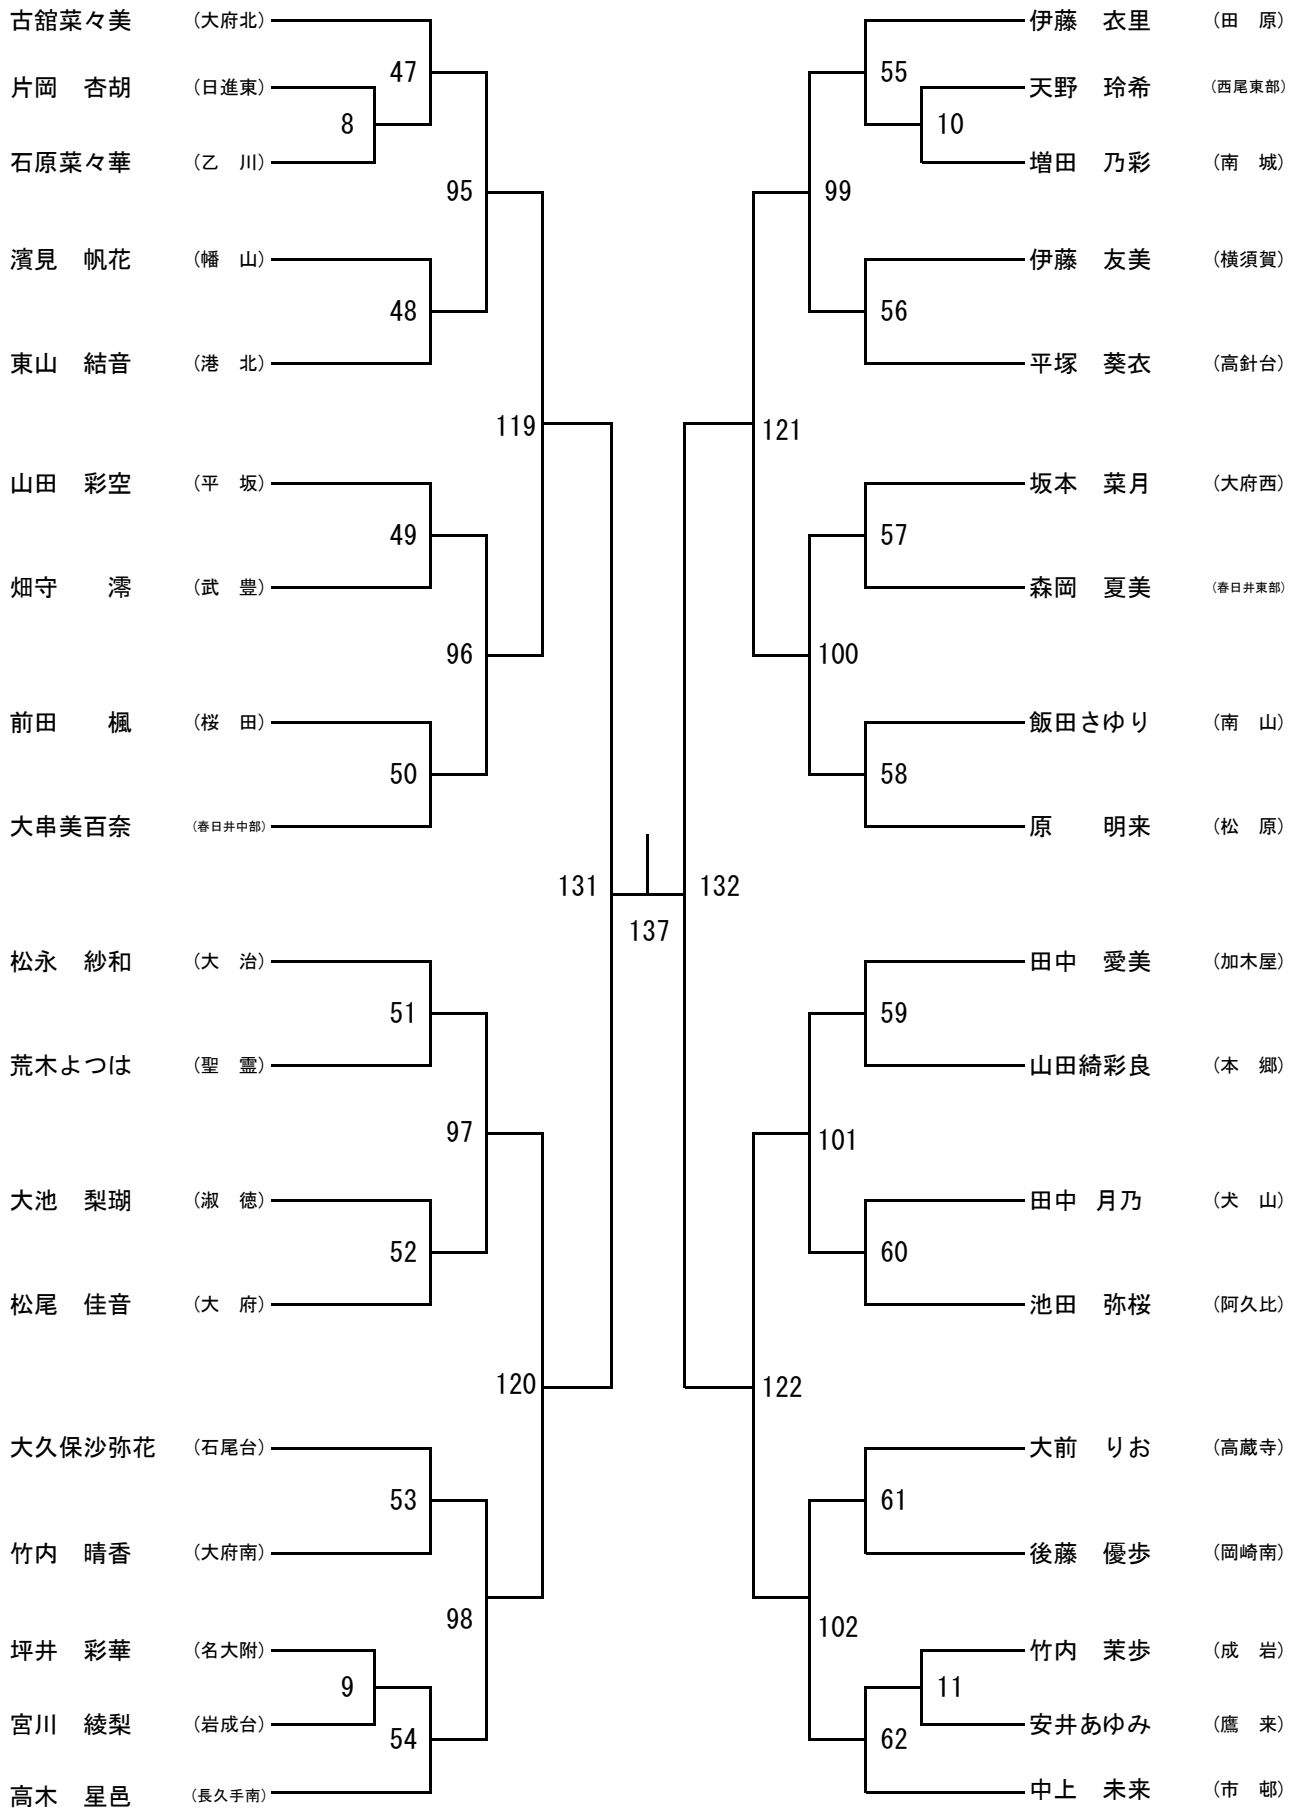 古舘菜々美 （大府北）
47
片岡　杏胡 （日進東）
8
石原菜々華 （乙　川）
95
濱見　帆花 （幡　山）
48
東山　結音 （港　北）
119
山田　彩空 （平　坂）
49
畑守　　澪 （武　豊）
96
前田　　楓 （桜　田）
50
大串美百奈 （春日井中部）
131
137
松永　紗和 （大　治）
51
荒木よつは （聖　霊）
97
大池　梨瑚 （淑　徳）
52
松尾　佳音 （大　府）
120
大久保沙弥花 （石尾台）
53
竹内　晴香 （大府南）
98
坪井　彩華 （名大附）
9
宮川　綾梨 （岩成台）
54
高木　星邑 （長久手南）
伊藤　衣里 （田　原）
55
天野　玲希 （西尾東部）
10
増田　乃彩 （南　城）
99
伊藤　友美 （横須賀）
56
平塚　葵衣 （高針台）
121
坂本　菜月 （大府西）
57
森岡　夏美 （春日井東部）
100
飯田さゆり （南　山）
58
原　　明来 （松　原）
132
田中　愛美 （加木屋）
59
山田綺彩良 （本　郷）
101
田中 月乃 （犬　山）
60
池田　弥桜 （阿久比）
122
大前　りお （高蔵寺）
61
後藤　優歩 （岡崎南）
102
竹内　茉歩 （成　岩）
11
安井あゆみ （鷹　来）
62
中上　未来 （市　邨）